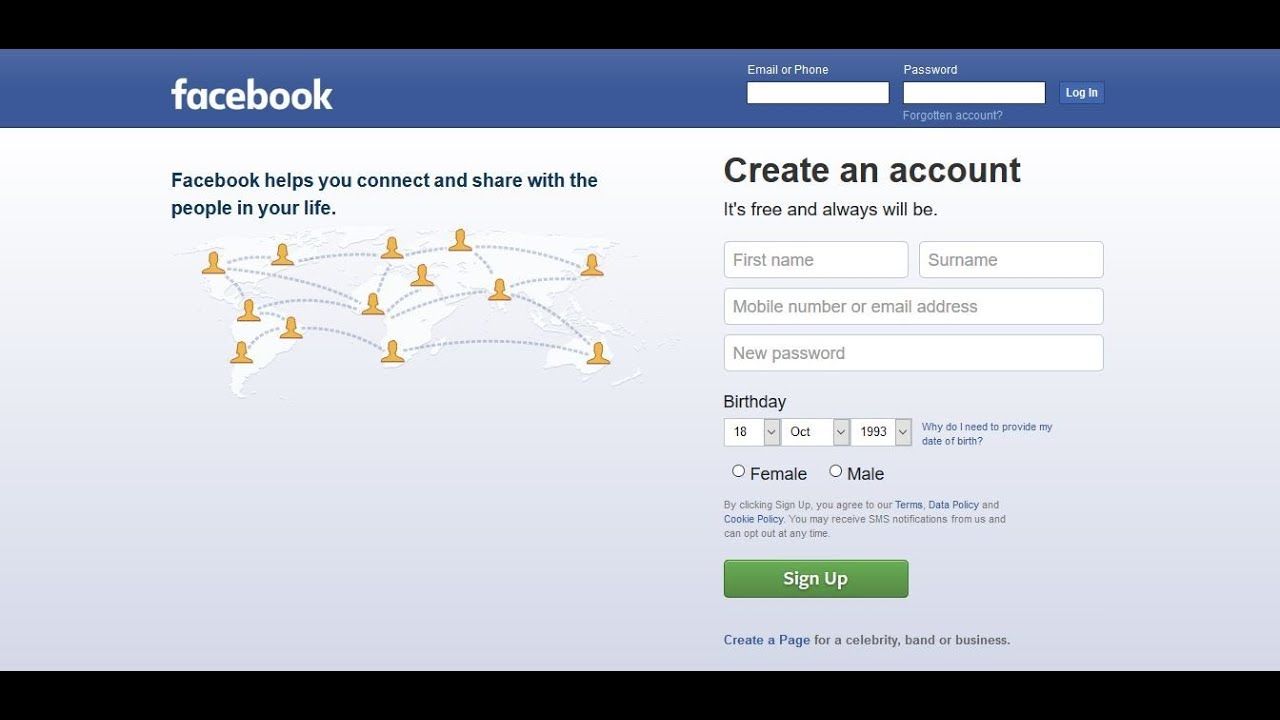 facebook
Email or Phone
Password
Log In
Forgotten account?
Facebook helps you connect and share with the
people in your life.
Create an account
It's free and always will be.
First name
Surname
Mobile number or email address
New password
Birthday
18
Oct
1993
Why do I need to provide my
date of birth?
Female
Male
By clicking Sign Up, you agree to our Terms, Data Policy and
Cookie Policy. You may receive SMS notifications from us and
can opt out at any time.
Sign Up
Create a Page for a celebrity, band or business.